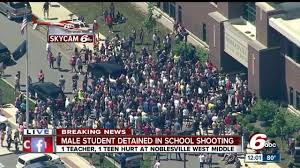 SKYCAM 6
LIVE
BREAKING NEWS
MALE STUDENT DETAINED IN SCHOOL SHOOTING
1 TEACHER, 1 TEEN HURT AT NOBLESVILLE WEST MIDDLE
6
12:01 80°